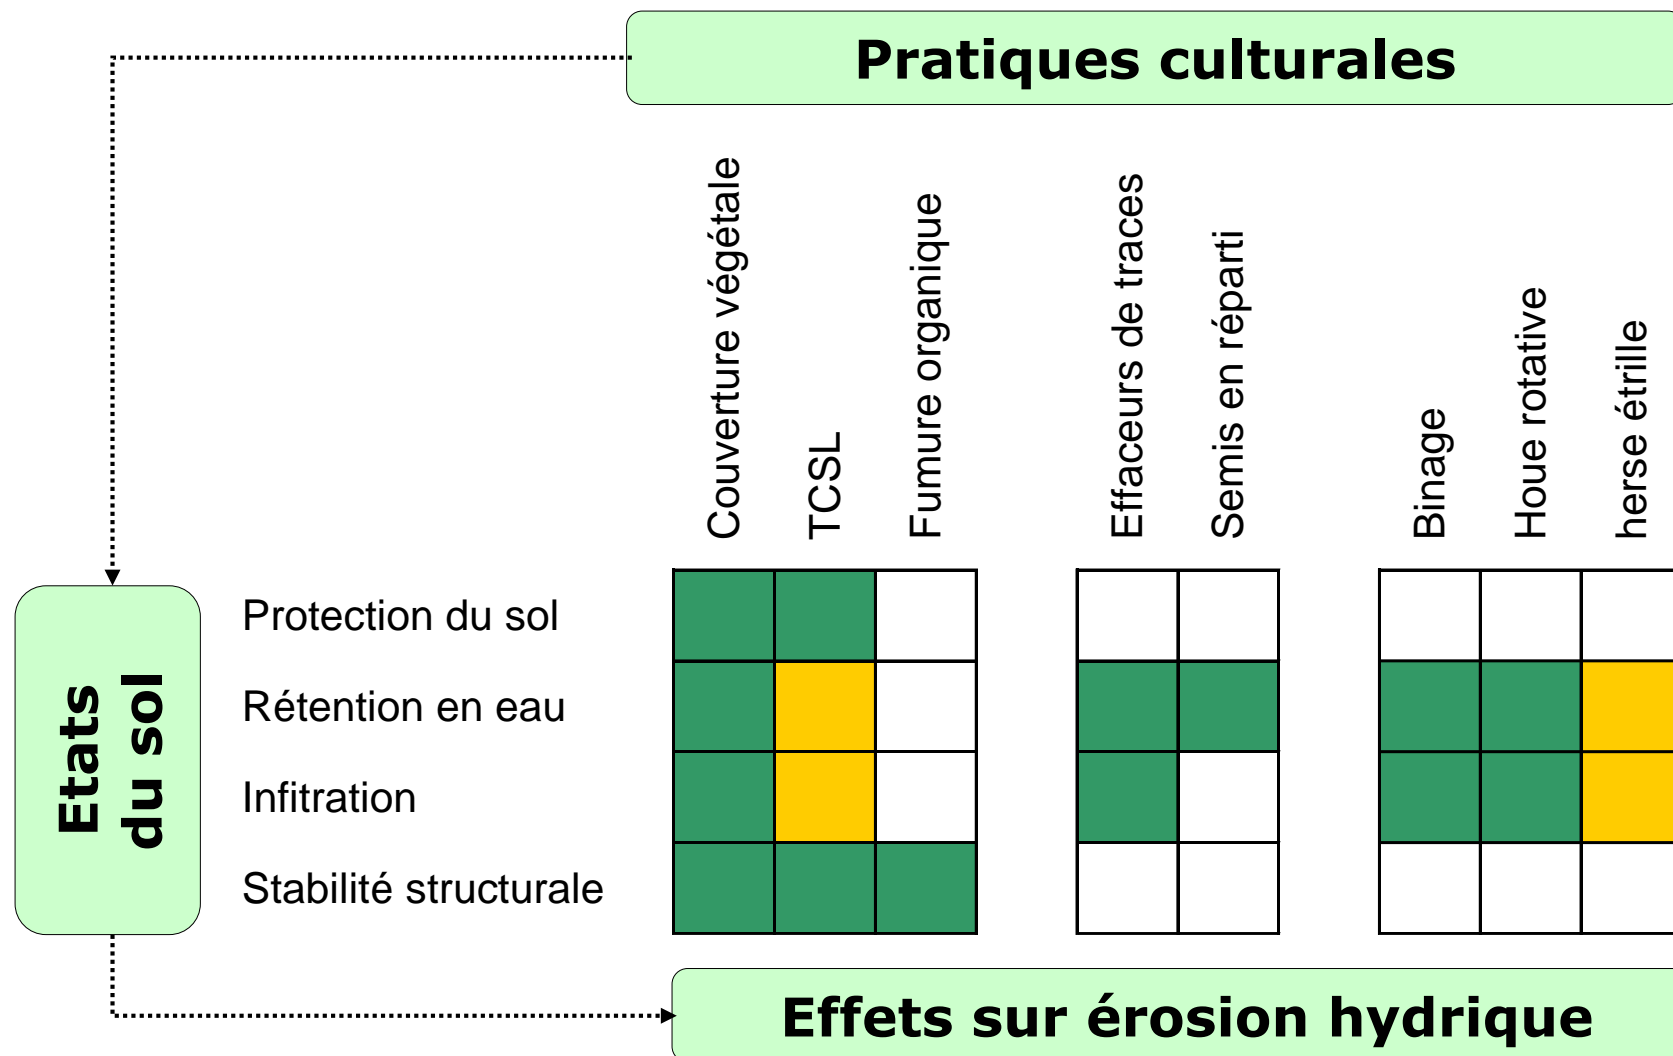 Pratiques culturales
Couverture végétale
TCSL
Fumure organique
Effaceurs de traces
Semis en réparti
Binage
Houe rotative
herse étrille
Etats
du sol
Protection du sol
Rétention en eau
Infitration
Stabilité structurale
Effets sur érosion hydrique